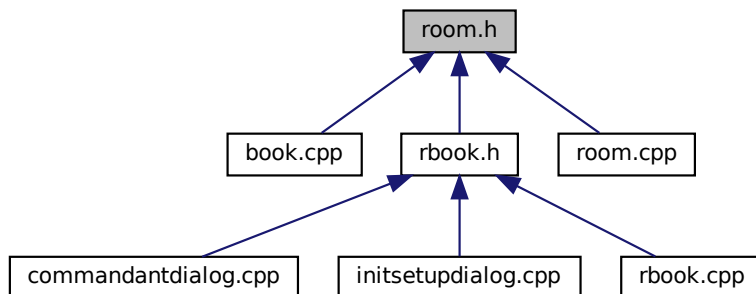 room.h
book.cpp
rbook.h
room.cpp
commandantdialog.cpp
initsetupdialog.cpp
rbook.cpp